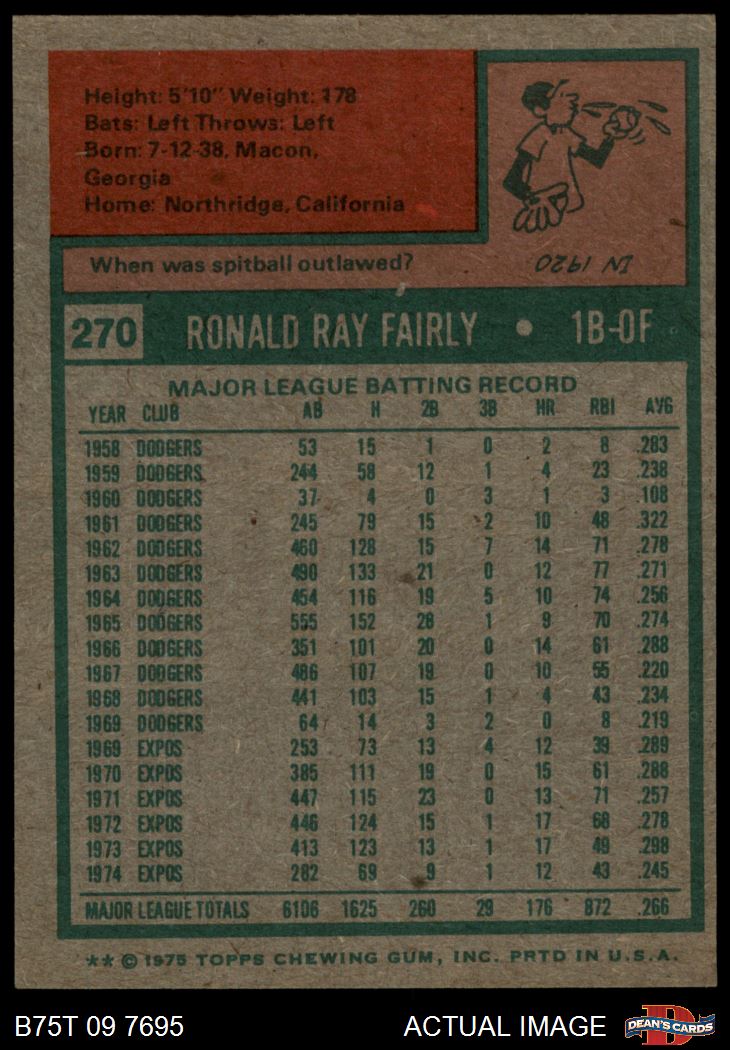 Height: 5'10" Weight: 178
Bats: Left Throws: Left
Born: 7-12-38, Macon,
Georgia
Home: Northridge, California
When was spitball outlawed?
IN 1920
270 RONALD RAY FAIRLY • 1B-OF
MAJOR LEAGUE BATTING RECORD
YEAR CLUB AB H 2B 3B HR RBI AVG
1958 DODGERS 53 15 1 0 2 8 .283
1959 DODGERS 244 58 12 1 4 23 .238
1960 DODGERS 37 4 0 3 1 3 .108
1961 DODGERS 245 79 15 2 10 48 .322
1962 DODGERS 460 128 15 7 14 71 .278
1963 DODGERS 490 133 21 0 12 77 .271
1964 DODGERS 454 116 19 5 10 74 .256
1965 DODGERS 555 152 28 1 9 70 .274
1966 DODGERS 351 101 20 0 14 61 .288
1967 DODGERS 486 107 19 0 10 55 .220
1968 DODGERS 441 103 15 1 4 43 .234
1969 DODGERS 64 14 3 2 0 8 .219
1969 EXPOS 253 73 13 4 12 39 .289
1970 EXPOS 385 111 19 0 15 61 .288
1971 EXPOS 447 115 23 0 13 71 .257
1972 EXPOS 446 124 15 1 17 68 .278
1973 EXPOS 413 123 13 1 17 49 .298
1974 EXPOS 282 69 9 1 12 43 .245
MAJOR LEAGUE TOTALS 6106 1625 260 29 176 872 .266
** © 1975 TOPPS CHEWING GUM, INC. PRTD IN U.S.A.
B75T 09 7695 ACTUAL IMAGE
D
DEAN'S CARDS